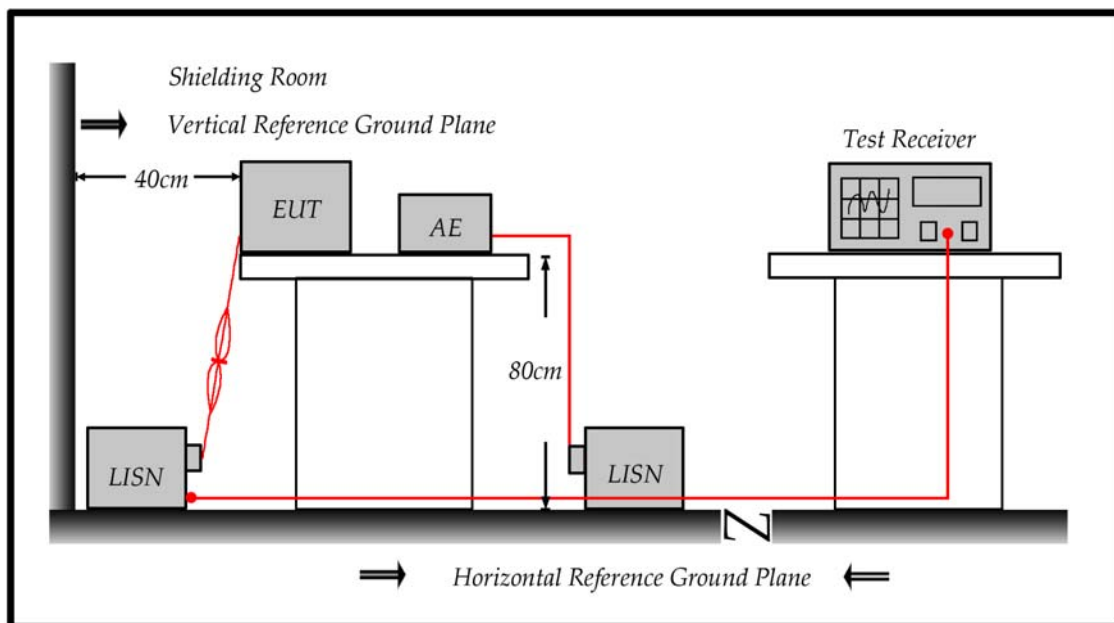 Shielding Room
Vertical Reference Ground Plane
Test Receiver
40cm
EUT
AE
80cm
LISN
LISN
Horizontal Reference Ground Plane